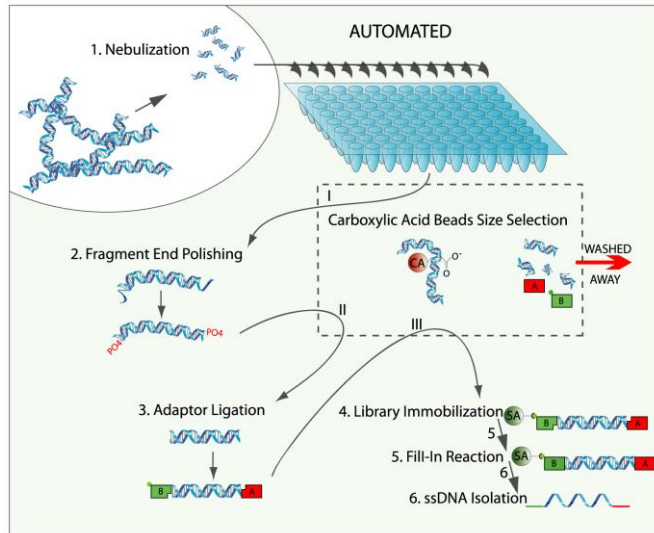 AUTOMATED
1. Nebulization
I
Carboxylic Acid Beads Size Selection
2. Fragment End Polishing
CA
O-
O
WASHED
AWAY
A
B
PO4
PO4
II
III
3. Adaptor Ligation
4. Library Immobilization
SA
B
A
5
5. Fill-In Reaction
SA
B
A
6
6. ssDNA Isolation
B
A